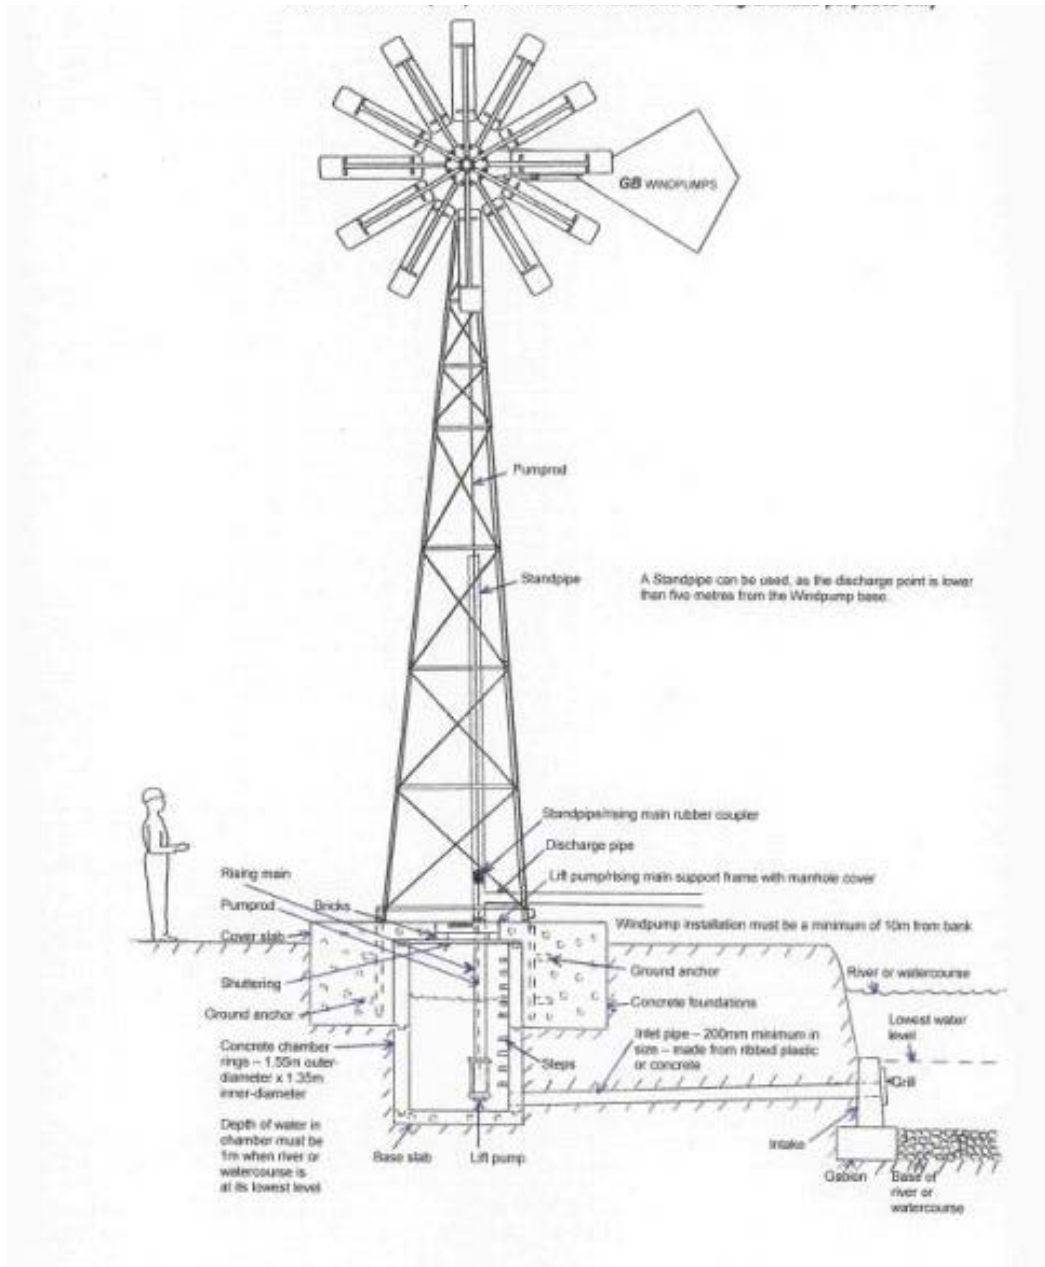 GB WINDPUMPS
Pumprod
Standpipe
A Standpipe can be used, as the discharge point is lower
than five metres from the Windpump base.
Standpipe/rising main rubber coupler
Discharge pipe
Lift pump/rising main support frame with manhole cover
Rising main
Pumprod
Bricks
Cover slab
Windpump installation must be a minimum of 10m from bank
Shuttering
Ground anchor
River or watercourse
Ground anchor
Concrete foundations
Lowest water
level
Concrete chamber
rings – 1.55m outer-
diameter x 1.35m
inner-diameter
Steps
Inlet pipe – 200mm minimum in
size – made from ribbed plastic
or concrete
Grill
Depth of water in
chamber must be
1m when river or
watercourse is
at its lowest level
Base slab
Lift pump
Intake
Gabion
Base of
river or
watercourse